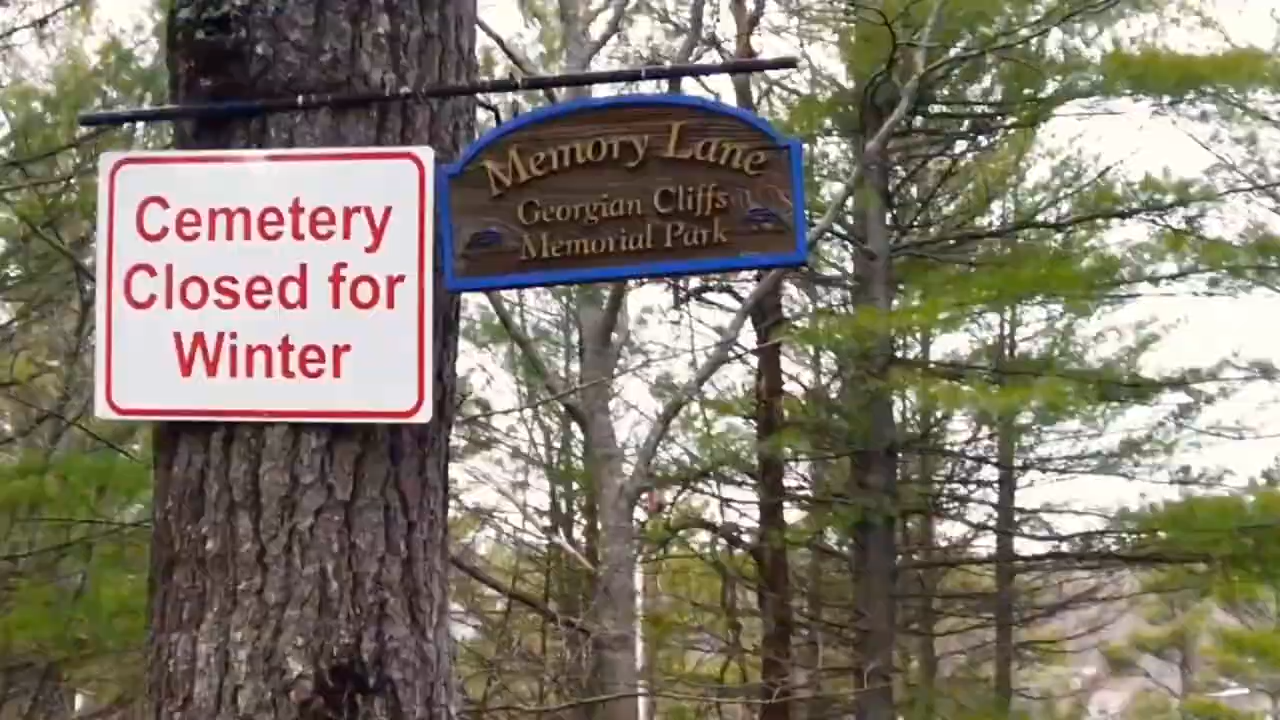 Cemetery
Closed for
Winter
Memory Lane
Georgian Cliffs
Memorial Park